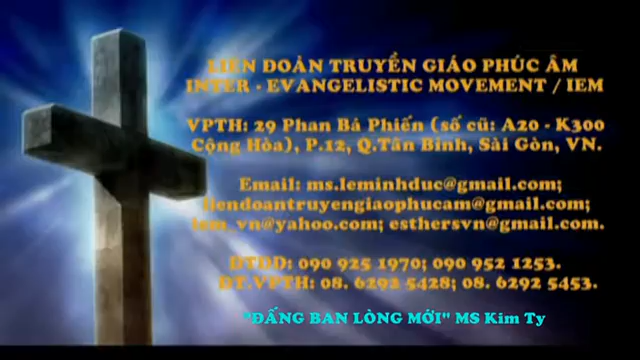 LIÊN ĐOÀN TRUYỀN GIÁO PHÚC ÂM
INTER - EVANGELISTIC MOVEMENT / IEM
VPTH: 29 Phan Bá Phiến (số cũ: A20 - K300
Cộng Hòa), P.12, Q.Tân Bình, Sài Gòn, VN.
Email: ms.leminhduc@gmail.com;
liendoantruyengiaophucam@gmail.com;
iem_vn@yahoo.com; esthersvn@gmail.com.
ĐTDD: 090 925 1970; 090 952 1253.
ĐT.VPTH: 08. 6292 5428; 08. 6292 5453.
"ĐẤNG BAN LÒNG MỚI" MS Kim Ty